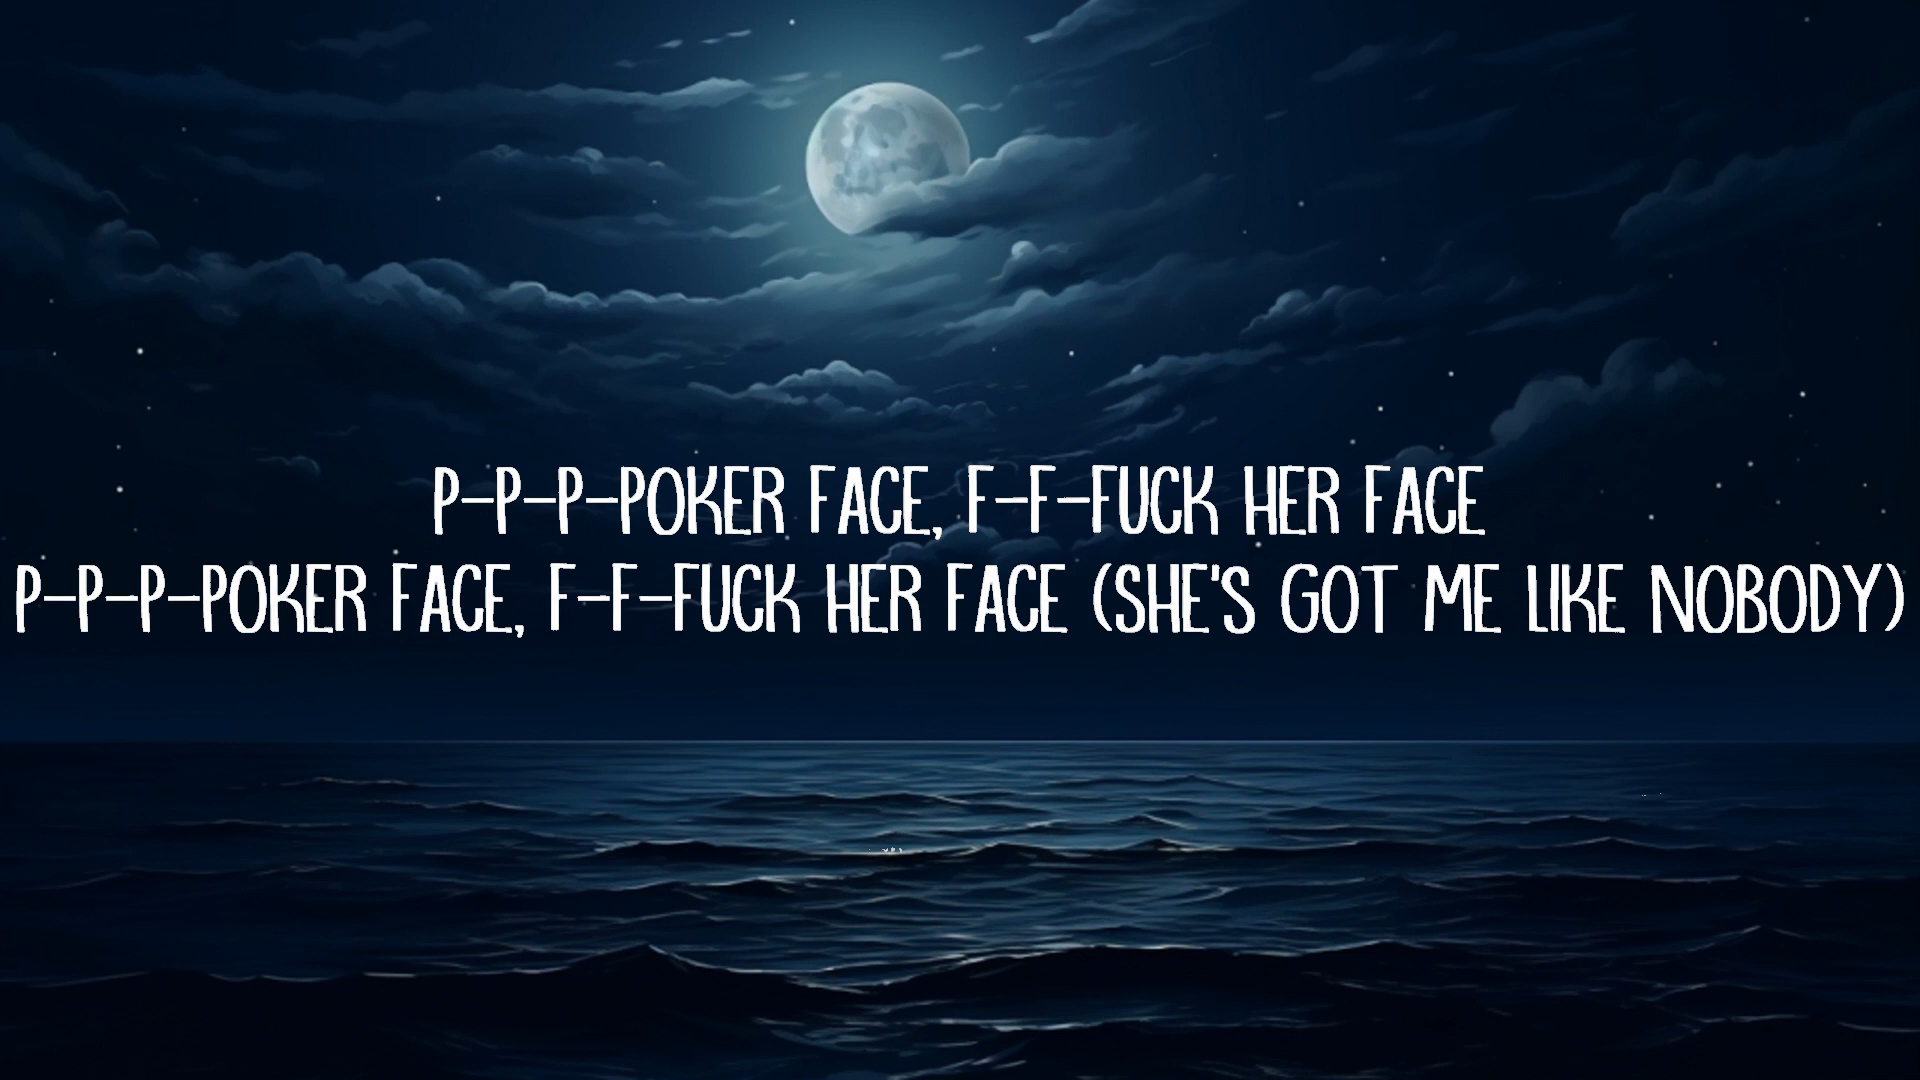 P-P-P-POKER FACE, F-F-FUCK HER FACE
P-P-P-POKER FACE, F-F-FUCK HER FACE (SHE'S GOT ME LIKE NOBODY)